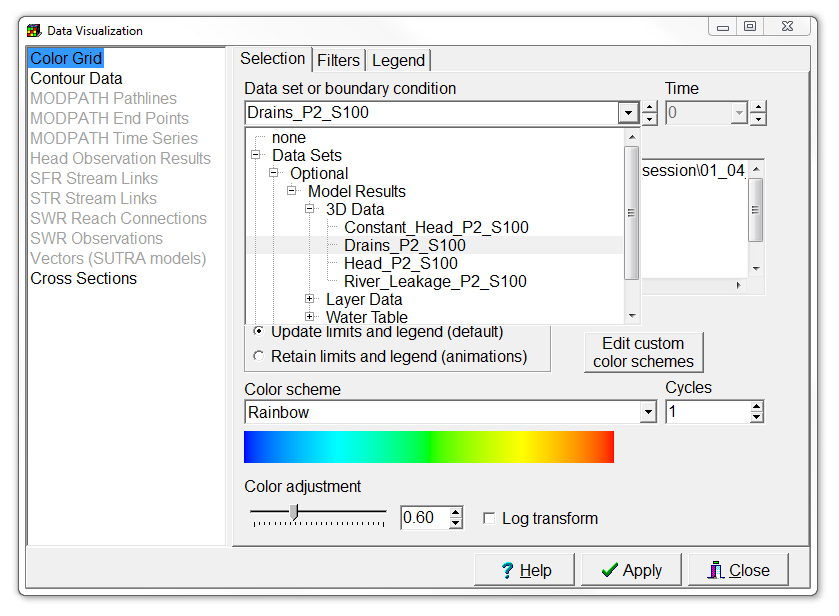 Data Visualization
Color Grid
Contour Data
MODPATH Pathlines
MODPATH End Points
MODPATH Time Series
Head Observation Results
SFR Stream Links
STR Stream Links
SWR Reach Connections
SWR Observations
Vectors (SUTRA models)
Cross Sections
Selection Filters Legend
Data set or boundary condition Time
Drains_P2_S100 0
none
Data Sets
Optional
Model Results
3D Data
Constant_Head_P2_S100
Drains_P2_S100
Head_P2_S100
River_Leakage_P2_S100
Layer Data
Water Table
session\01_04_
Update limits and legend (default)
Retain limits and legend (animations)
Edit custom
color schemes
Color scheme Cycles
Rainbow 1
Color adjustment
0.60 Log transform
Help Apply Close